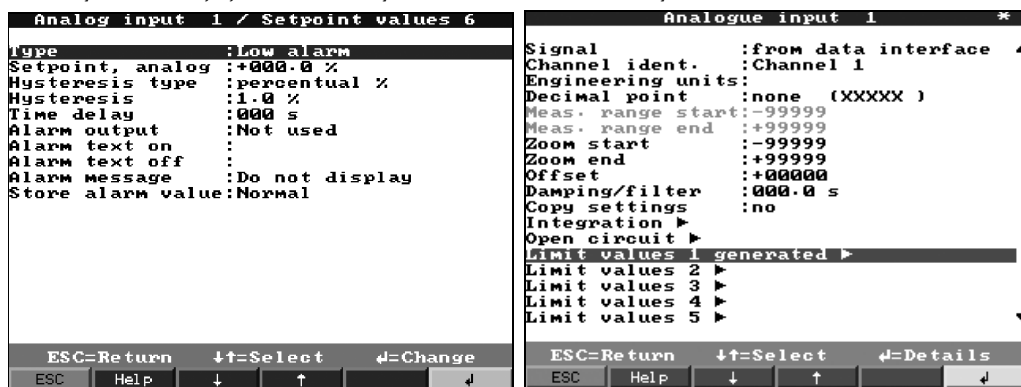 Analog input 1 / Setpoint values 6
Type :Low alarm
Setpoint, analog :+000.0 %
Hysteresis type :percentual %
Hysteresis :1.0 %
Time delay :000 s
Alarm output :Not used
Alarm text on :
Alarm text off :
Alarm message :Do not display
Store alarm value:Normal
ESC=Return ↓↑=Select ↲=Change
ESC Help ↓ ↑ ↲
Analogue input 1 *
Signal :from data interface
Channel ident. :Channel 1
Engineering units:
Decimal point :none (XXXXX )
Meas. range start:-99999
Meas. range end :+99999
Zoom start :-99999
Zoom end :+99999
Offset :+00000
Damping/filter :000.0 s
Copy settings :no
Integration ►
Open circuit ►
Limit values 1 generated ►
Limit values 2 ►
Limit values 3 ►
Limit values 4 ►
Limit values 5 ►
ESC=Return ↓↑=Select ↲=Details
ESC Help ↓ ↑ ↲